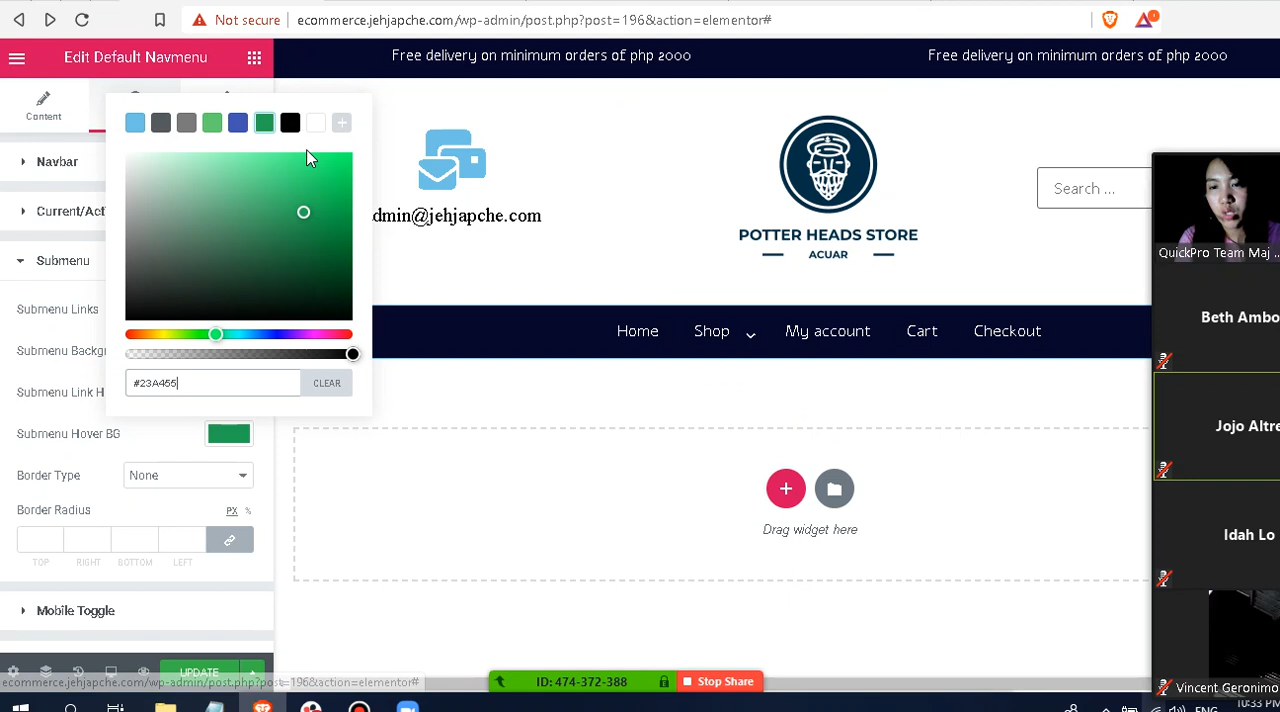 Not secure
ecommerce.jehjapche.com/wp-admin/post.php?post=196&action=elementor#
Edit Default Navmenu
Free delivery on minimum orders of php 2000
Free delivery on minimum orders of php 2000
Content
Navbar
Submenu
Submenu Links
#23A455
CLEAR
Submenu Hover BG
Border Type
None
Border Radius
PX
%
TOP
RIGHT
BOTTOM
LEFT
Mobile Toggle
UPDATE
ecommerce.jehjapche.com/wp-admin/post.php?post=196&action=elementor#
dmin@jehjapche.com
POTTER HEADS STORE
ACUAR
Search ...
Home
Shop
My account
Cart
Checkout
Drag widget here
ID: 474-372-388
Stop Share
QuickPro Team Maj ...
Beth Ambo
Jojo Altre
Idah Lo
Vincent Geronimo
ENG
10:33 PM